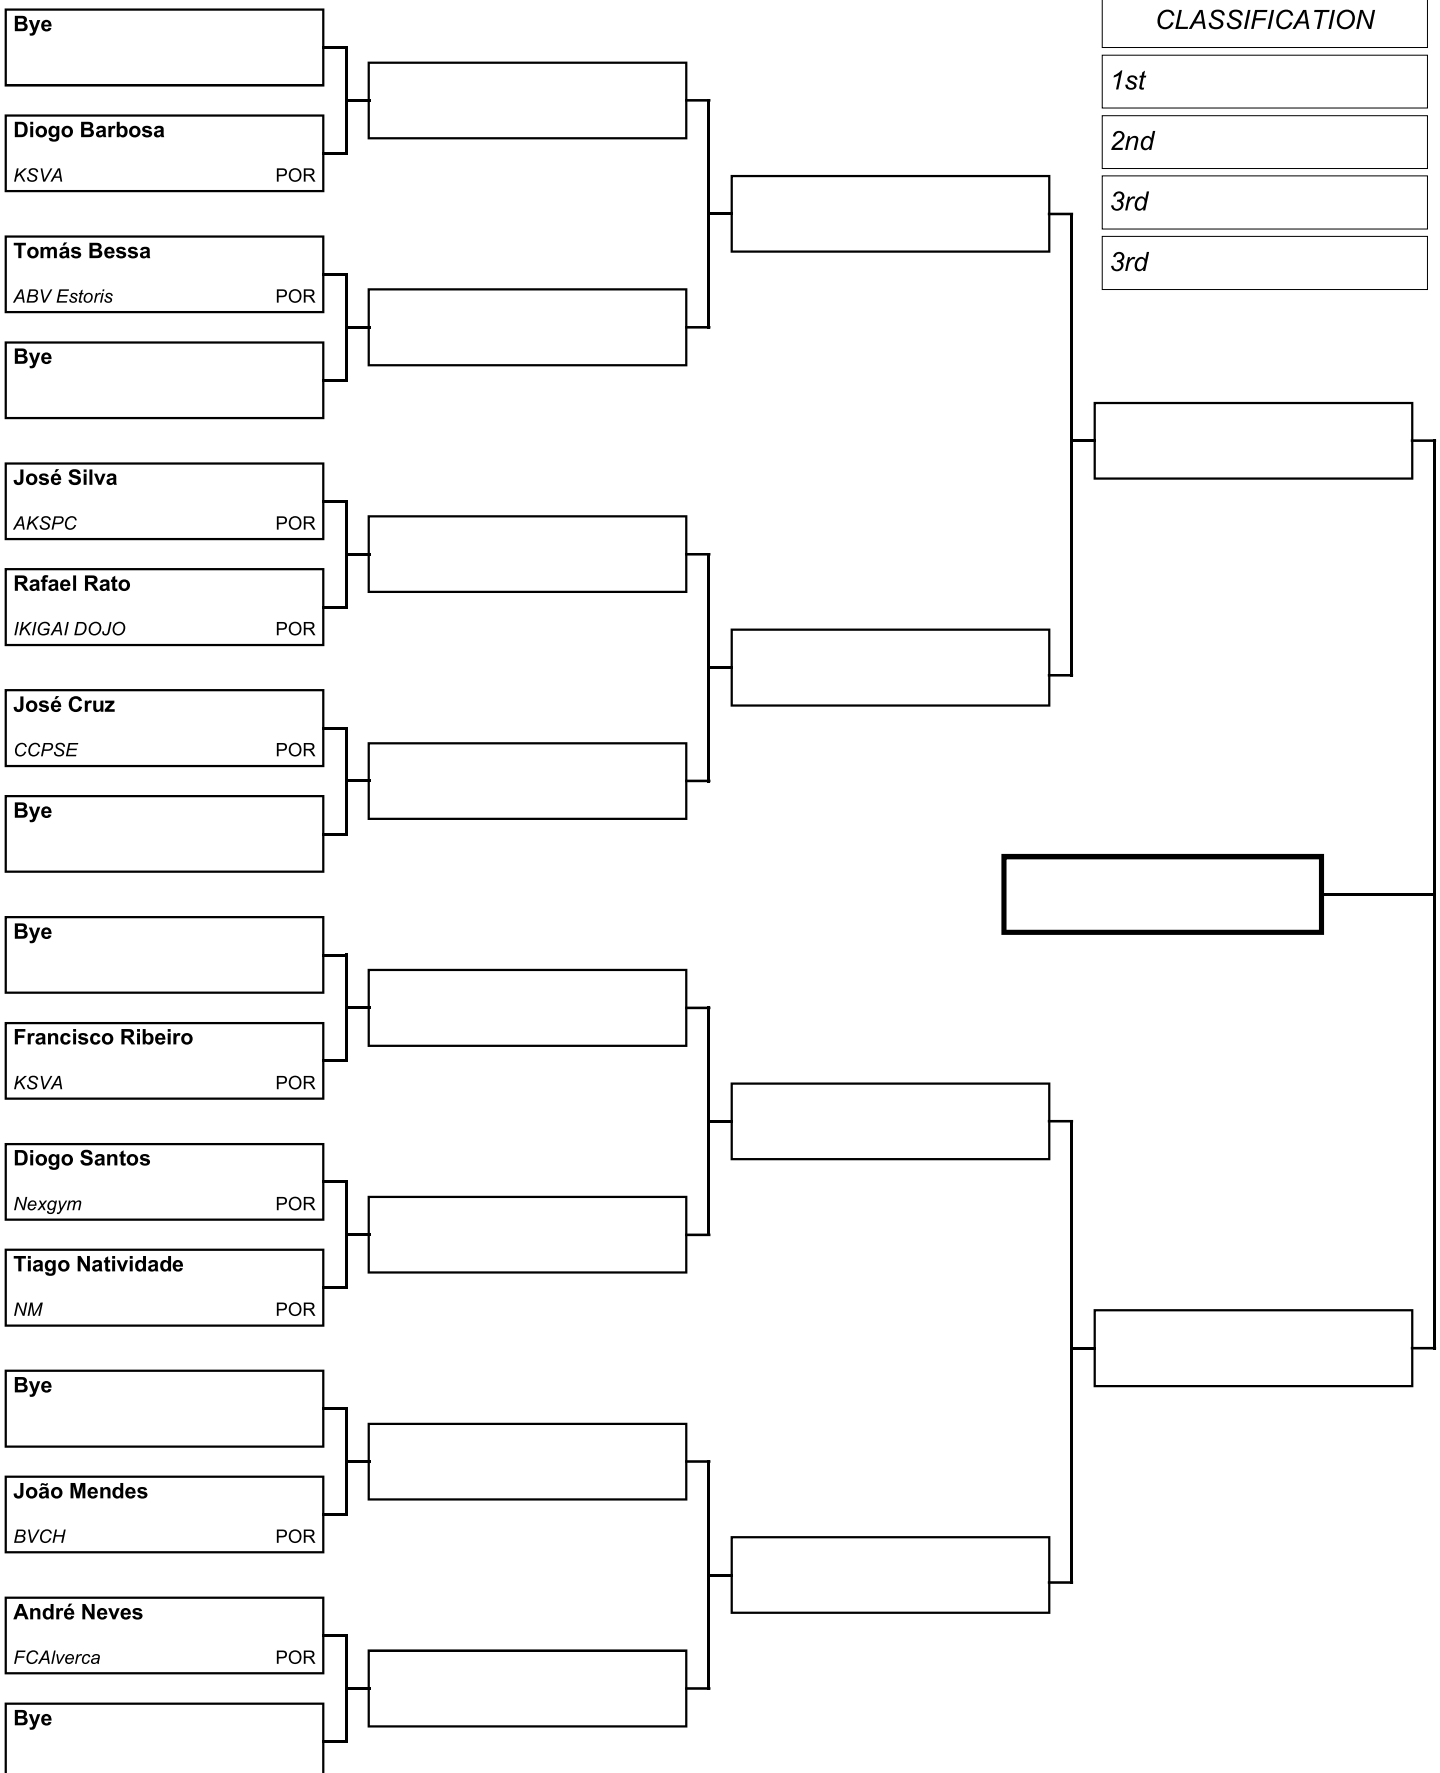 Bye
Diogo Barbosa
KSVA POR
Tomás Bessa
ABV Estoris POR
Bye
José Silva
AKSPC POR
Rafael Rato
IKIGAI DOJO POR
José Cruz
CCPSE POR
Bye
Bye
Francisco Ribeiro
KSVA POR
Diogo Santos
Nexgym POR
Tiago Natividade
NM POR
Bye
João Mendes
BVCH POR
André Neves
FCAlverca POR
Bye
CLASSIFICATION
1st
2nd
3rd
3rd